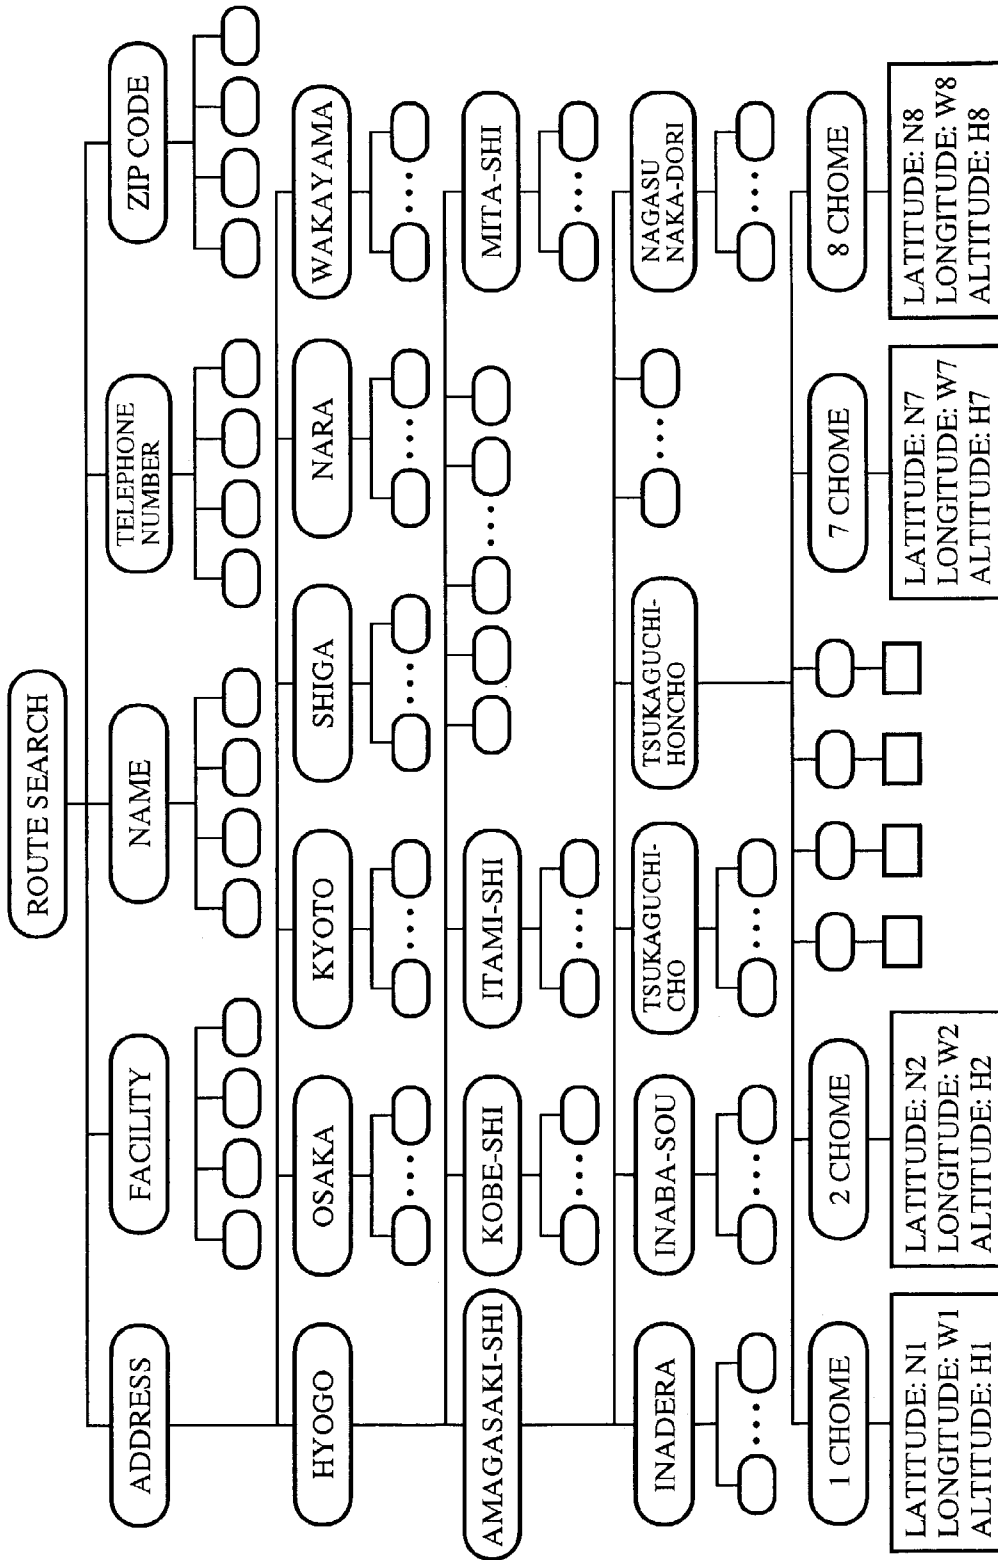 ROUTE SEARCH
ADDRESS
FACILITY
NAME
TELEPHONE
NUMBER
ZIP CODE
HYOGO
OSAKA
KYOTO
SHIGA
NARA
WAKAYAMA
AMAGASAKI-SHI
KOBE-SHI
ITAMI-SHI
MITA-SHI
INADERA
INABA-SOU
TSUKAGUCHI-
CHO
TSUKAGUCHI-
HONCHO
NAGASU
NAKA-DORI
1 CHOME
2 CHOME
7 CHOME
8 CHOME
LATITUDE: N1
LONGITUDE: W1
ALTITUDE: H1
LATITUDE: N2
LONGITUDE: W2
ALTITUDE: H2
LATITUDE: N7
LONGITUDE: W7
ALTITUDE: H7
LATITUDE: N8
LONGITUDE: W8
ALTITUDE: H8